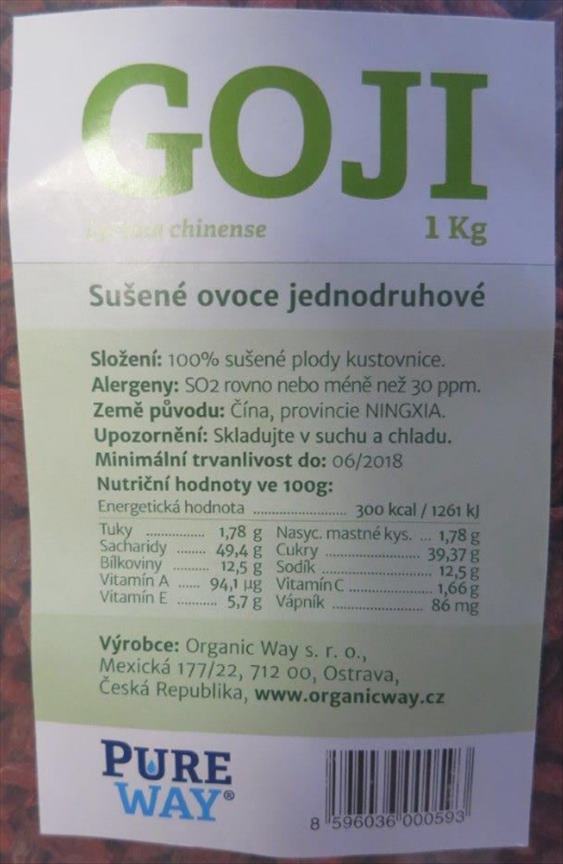 GOJI
chinense
1 Kg
Sušené ovoce jednodruhové
Složení: 100% sušené plody kustovnice.
Alergeny: SO2 rovno nebo méně než 30 ppm.
Země původu: Čína, provincie NINGXIA.
Upozornění: Skladujte v suchu a chladu.
Minimální trvanlivost do: 06/2018
Nutriční hodnoty ve 100g:
Energetická hodnota .................... 300 kcal / 1261 kJ
Tuky ............. 1,78 g Nasyc. mastné kys. ... 1,78 g
Sacharidy ....... 49,4 g Cukry ..................... 39,37 g
Bílkoviny .......... 12,5 g Sodík ........................ 12,5 g
Vitamín A ..... 94,1 µg Vitamín C ................... 1,66 g
Vitamín E .......... 5,7 g Vápník .................... 86 mg
Výrobce: Organic Way s. r. o.,
Mexická 177/22, 712 00, Ostrava,
Česká Republika, www.organicway.cz
PURE
WAY®
8 596036 000593